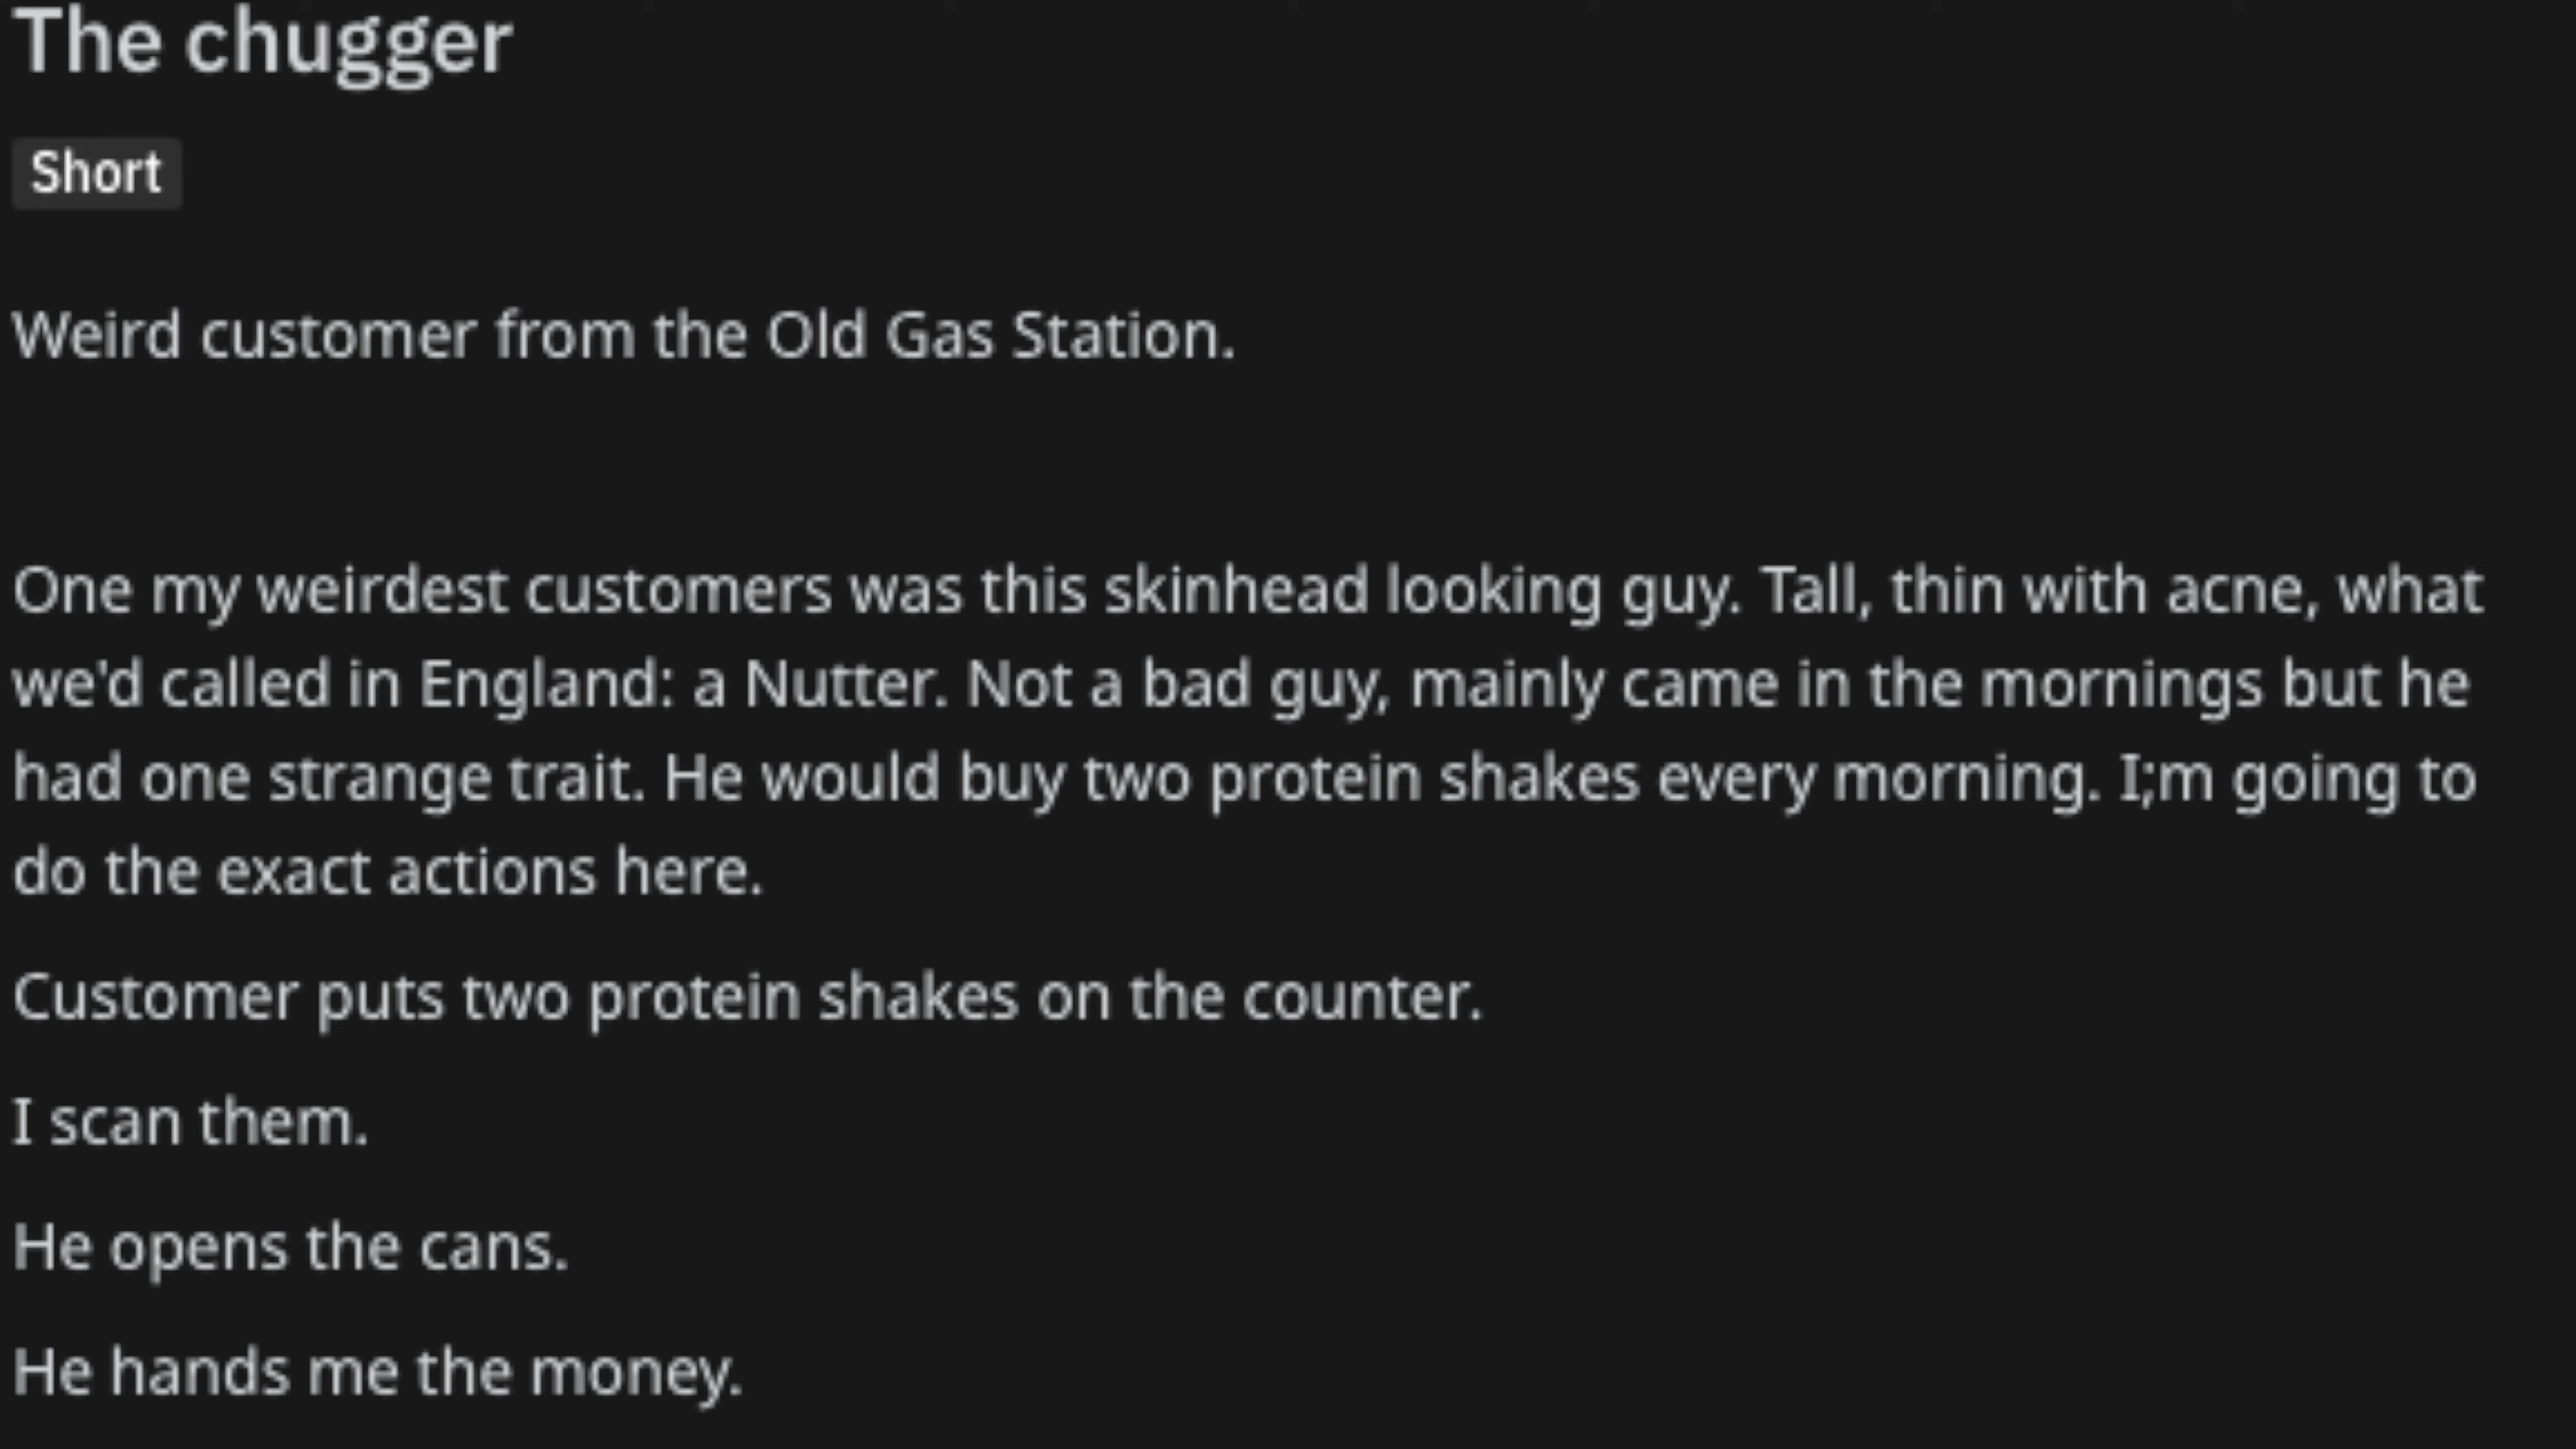 The chugger
Short
Weird customer from the Old Gas Station.
One my weirdest customers was this skinhead looking guy. Tall, thin with acne, what
we'd called in England: a Nutter. Not a bad guy, mainly came in the mornings but he
had one strange trait. He would buy two protein shakes every morning. I;m going to
do the exact actions here.
Customer puts two protein shakes on the counter.
I scan them.
He opens the cans.
He hands me the money.